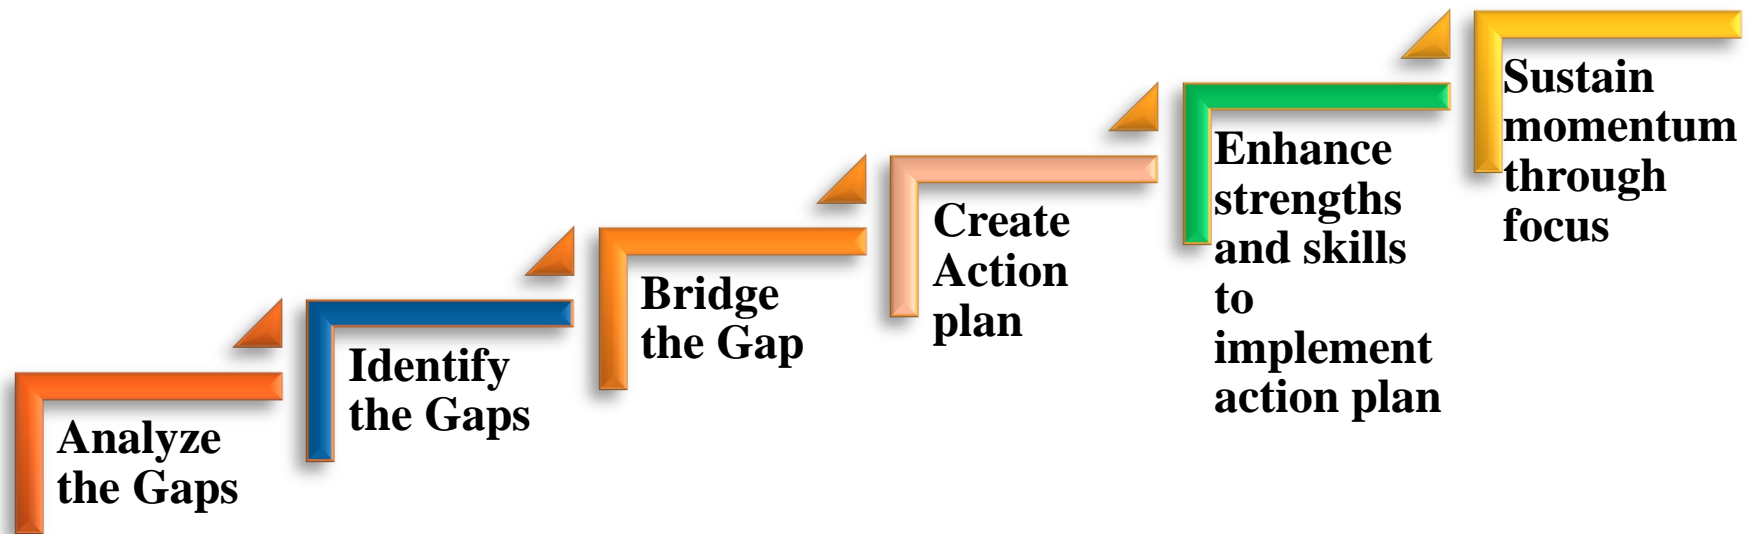 Analyze
the Gaps
Identify
the Gaps
Bridge
the Gap
Create
Action
plan
Enhance
strengths
and skills
to
implement
action plan
Sustain
momentum
through
focus